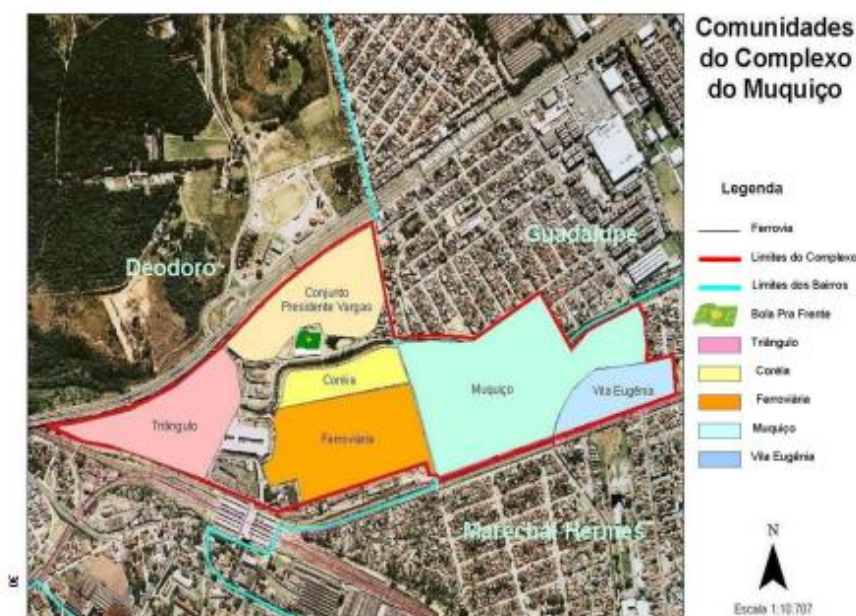 Comunidades
do Complexo
do Muquiço
Legenda
Ferrovia
Limites do Complexo
Limites dos Bairros
Bola Pra Frente
Triângulo
Coréia
Ferroviária
Muquiço
Vila Eugênia
N
Escala 1:10.707
Deodoro
Guadalupe
Conjunto
Presidente Vargas
Coréia
Muquiço
Vila Eugênia
Triângulo
Ferroviária
Marechal Hermes